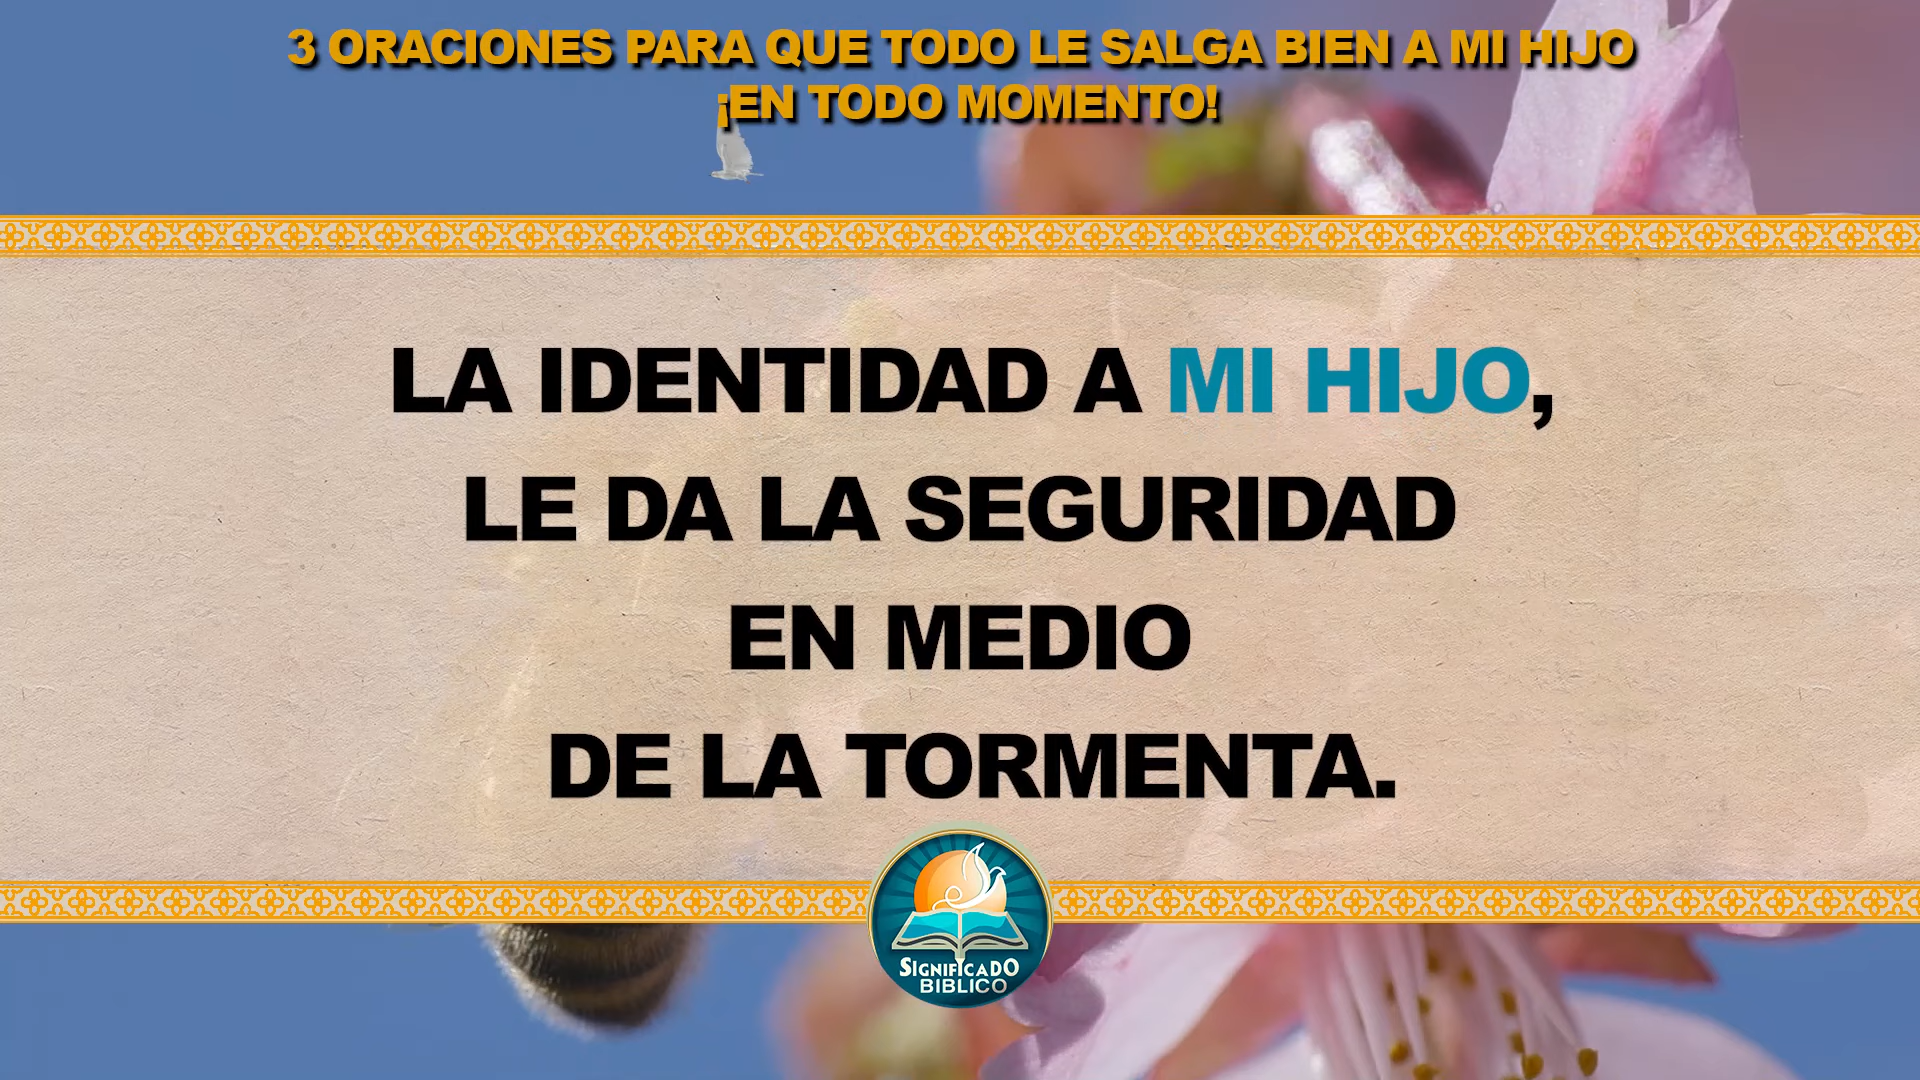 3 ORACIONES PARA QUE TODO LE SALGA BIEN A MI HIJO
¡EN TODO MOMENTO!
LA IDENTIDAD A MI HIJO,
LE DA LA SEGURIDAD
EN MEDIO
DE LA TORMENTA.
SIGNIFICADO
BIBLICO